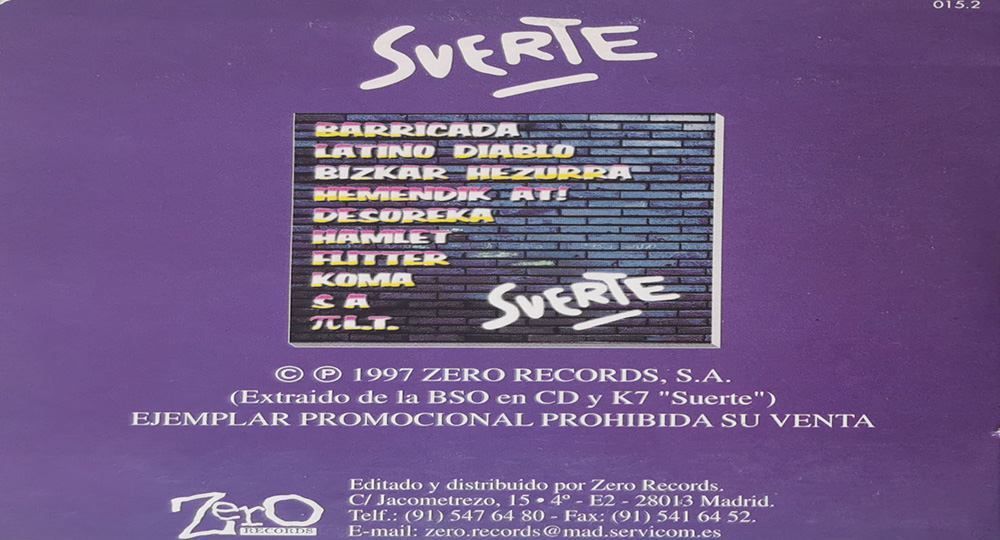 015.2
SUERTE
BARRICADA
LATINO DIABLO
BIZKAR HEZURRA
HEMENDIK AT!
DESOREKA
HAMLET
FLITTER
KOMA
S A
πL.T.
SUERTE
© ℗ 1997 ZERO RECORDS, S.A.
(Extraido de la BSO en CD y K7 "Suerte")
EJEMPLAR PROMOCIONAL PROHIBIDA SU VENTA
Zero
RECORDS
Editado y distribuido por Zero Records.
C/ Jacometrezo, 15 • 4º - E2 - 28013 Madrid.
Telf.: (91) 547 64 80 - Fax: (91) 541 64 52.
E-mail: zero.records@mad.servicom.es